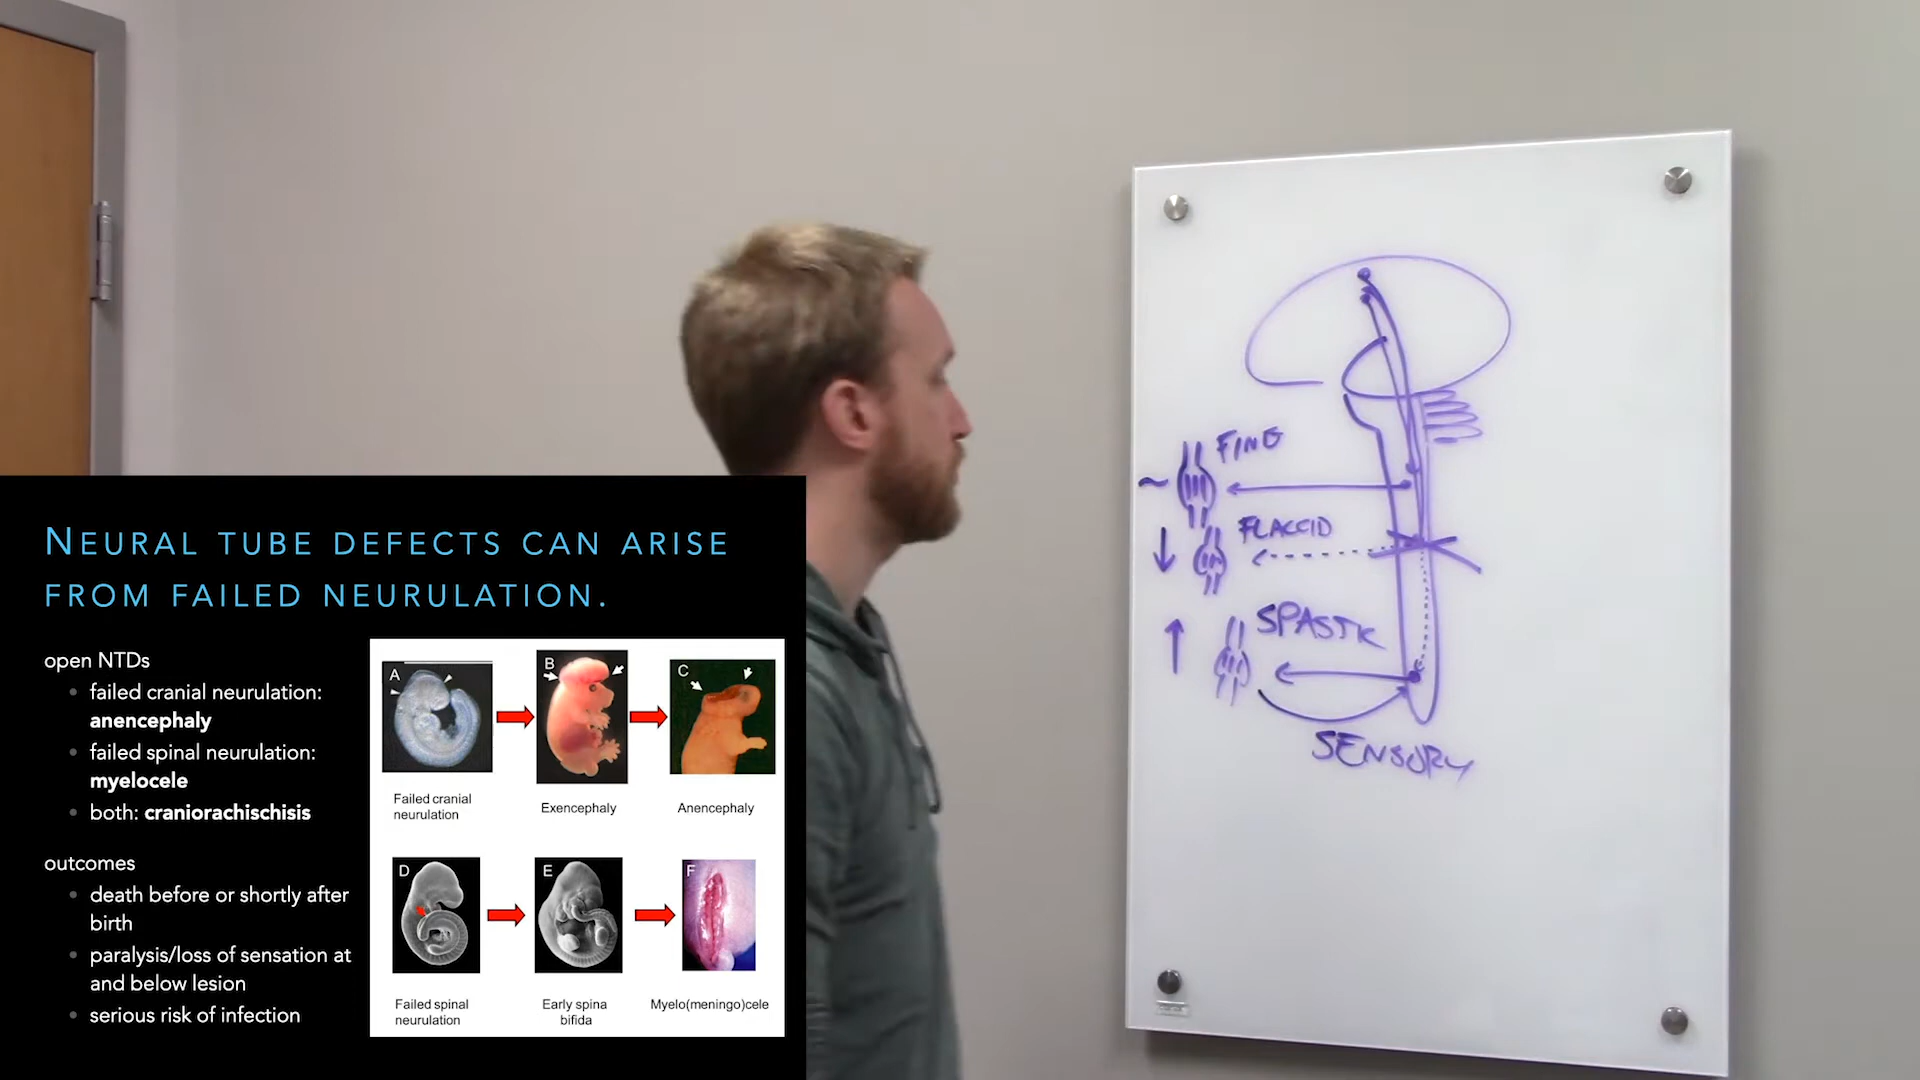 NEURAL TUBE DEFECTS CAN ARISE
FROM FAILED NEURULATION.
open NTDs
• failed cranial neurulation:
anencephaly
• failed spinal neurulation:
myelocele
• both: craniorachischisis
outcomes
• death before or shortly after
birth
• paralysis/loss of sensation at
and below lesion
• serious risk of infection
A
B
C
Failed cranial
neurulation
Exencephaly
Anencephaly
D
E
F
Failed spinal
neurulation
Early spina
bifida
Myelo(meningo)cele
~ FINE
↓ FLACCID
↑ SPASTIC
SENSORY